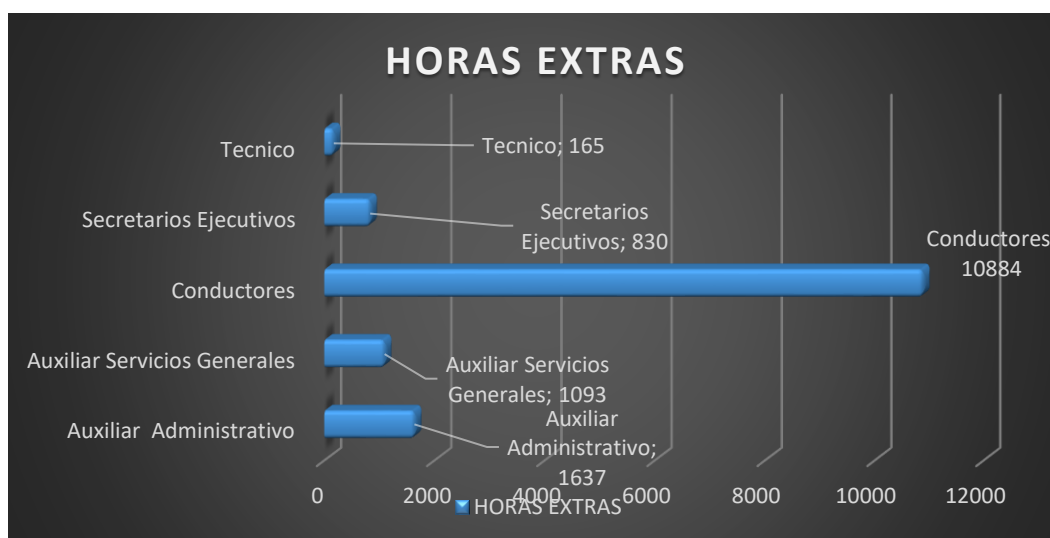 HORAS EXTRAS
Tecnico
Tecnico; 165
Secretarios Ejecutivos
Secretarios
Ejecutivos; 830
Conductores
Conductores
10884
Auxiliar Servicios Generales
Auxiliar Servicios
Generales; 1093
Auxiliar Administrativo
Auxiliar
Administrativo;
1637
0 2000 4000 6000 8000 10000 12000
HORAS EXTRAS